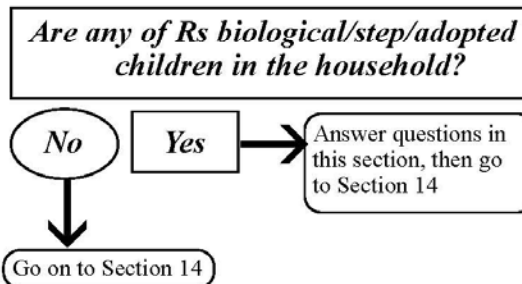 Are any of Rs biological/step/adopted
children in the household?
No
Yes
Answer questions in
this section, then go
to Section 14
Go on to Section 14